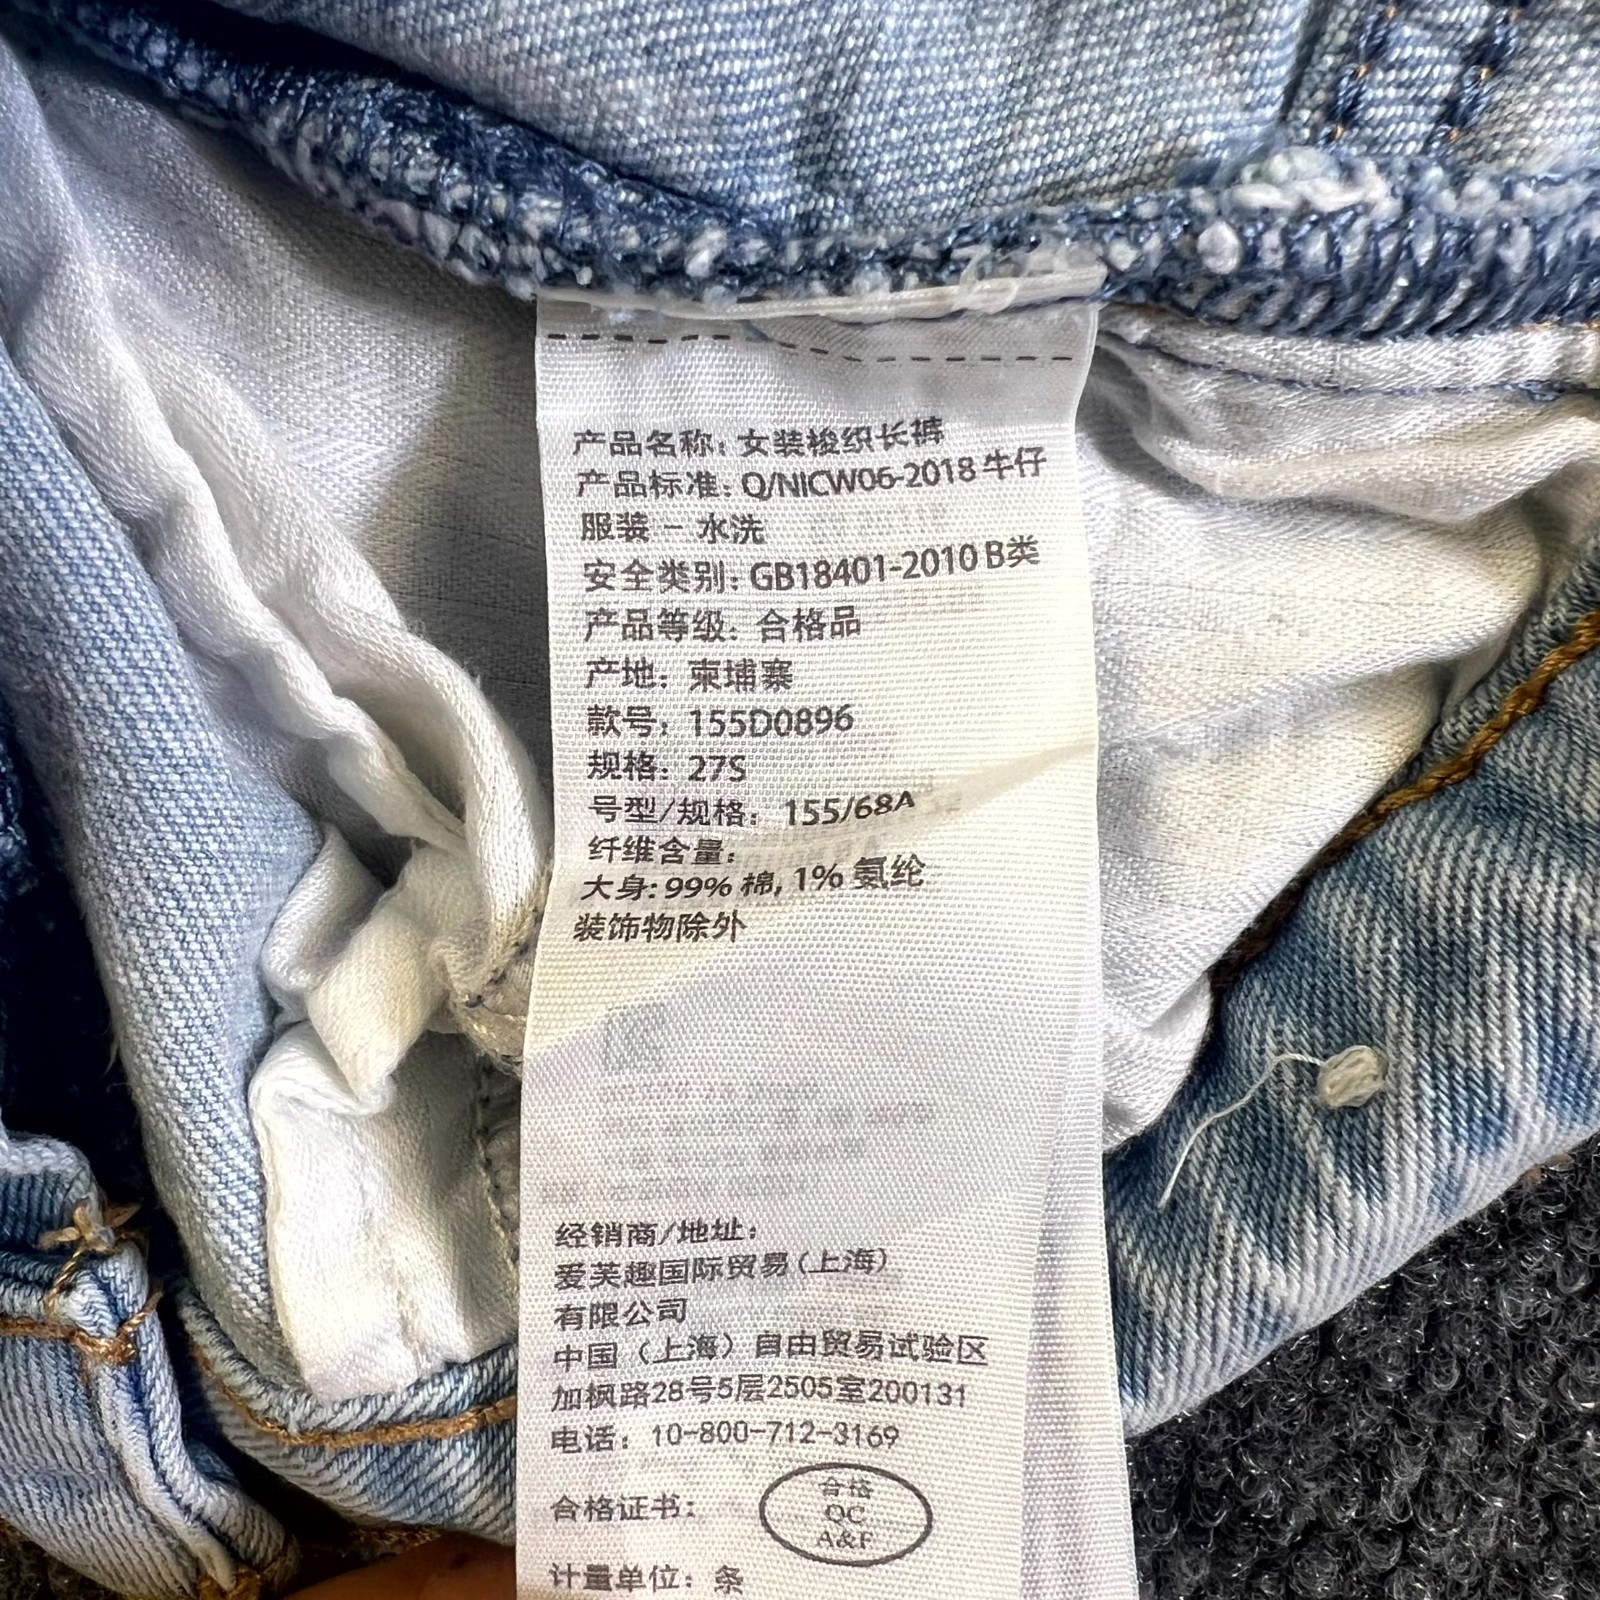 产品名称: 女装梭织长裤
产品标准: Q/NICW06-2018 牛仔
服装 - 水洗
安全类别: GB18401-2010 B类
产品等级: 合格品
产地: 柬埔寨
款号: 155D0896
规格: 27S
号型/规格: 155/68A
纤维含量:
大身: 99% 棉, 1% 氨纶
装饰物除外
经销商/地址:
爱芙趣国际贸易(上海)
有限公司
中国（上海）自由贸易试验区
加枫路28号5层2505室200131
电话: 10-800-712-3169
合格证书:
合格
QC
A&F
计量单位: 条